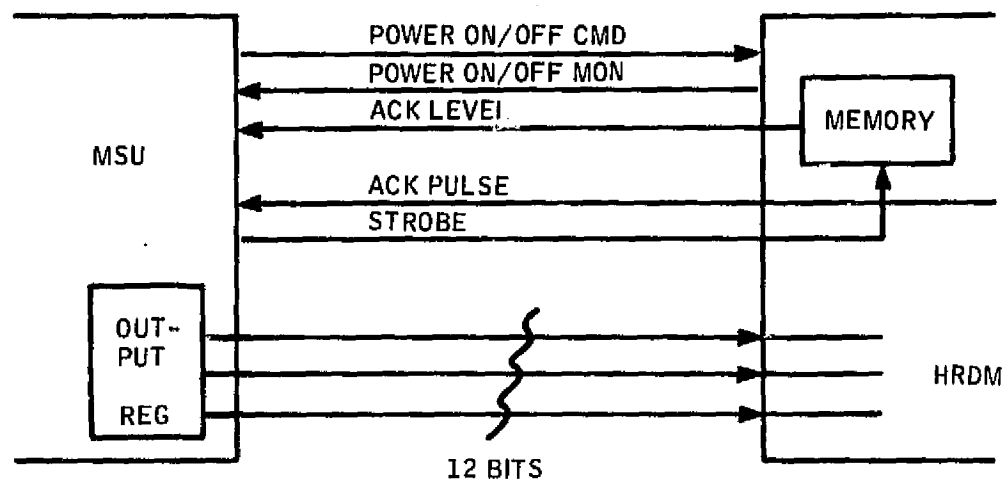 POWER ON/OFF CMD
POWER ON/OFF MON
ACK LEVEL
MEMORY
MSU
ACK PULSE
STROBE
OUT-
PUT
REG
HRDM
12 BITS